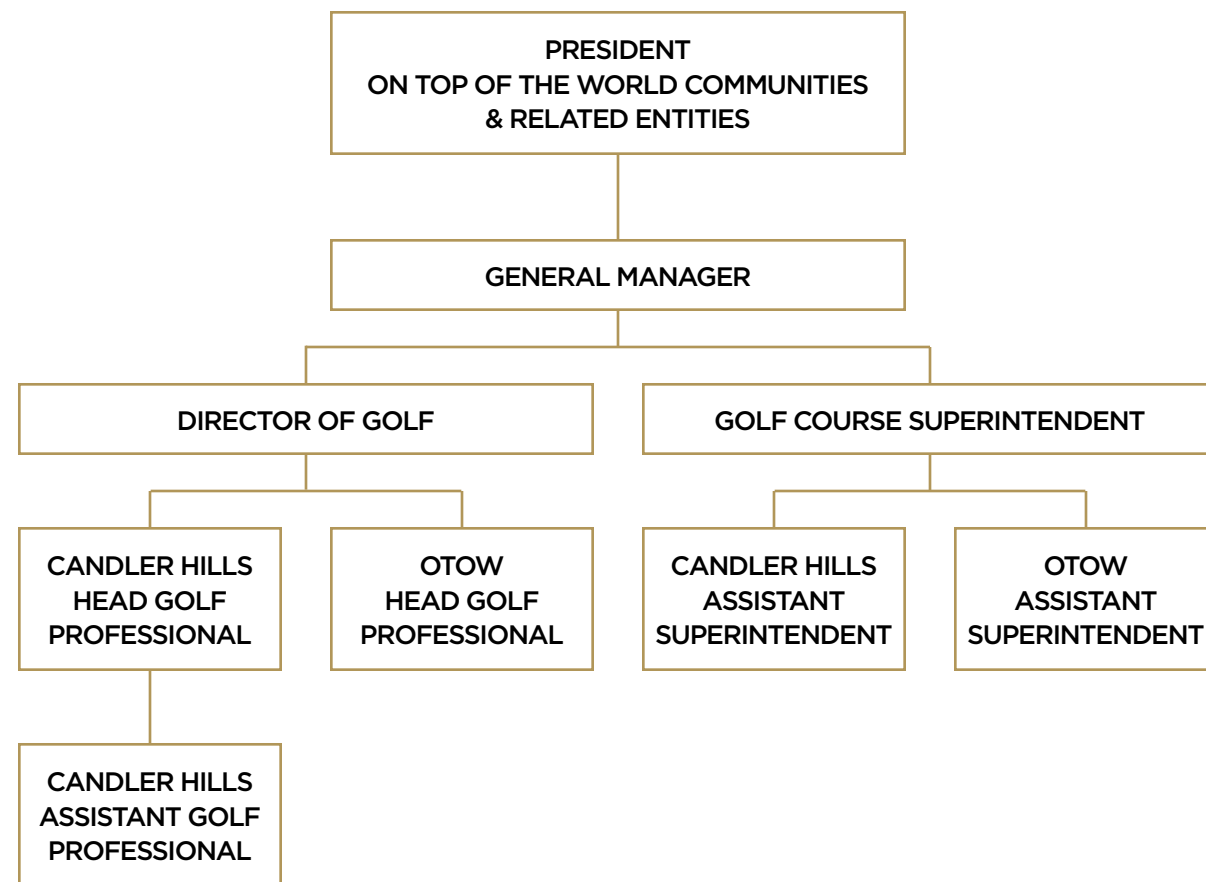 PRESIDENT
ON TOP OF THE WORLD COMMUNITIES
& RELATED ENTITIES
GENERAL MANAGER
DIRECTOR OF GOLF
GOLF COURSE SUPERINTENDENT
CANDLER HILLS
HEAD GOLF
PROFESSIONAL
OTOW
HEAD GOLF
PROFESSIONAL
CANDLER HILLS
ASSISTANT
SUPERINTENDENT
OTOW
ASSISTANT
SUPERINTENDENT
CANDLER HILLS
ASSISTANT GOLF
PROFESSIONAL